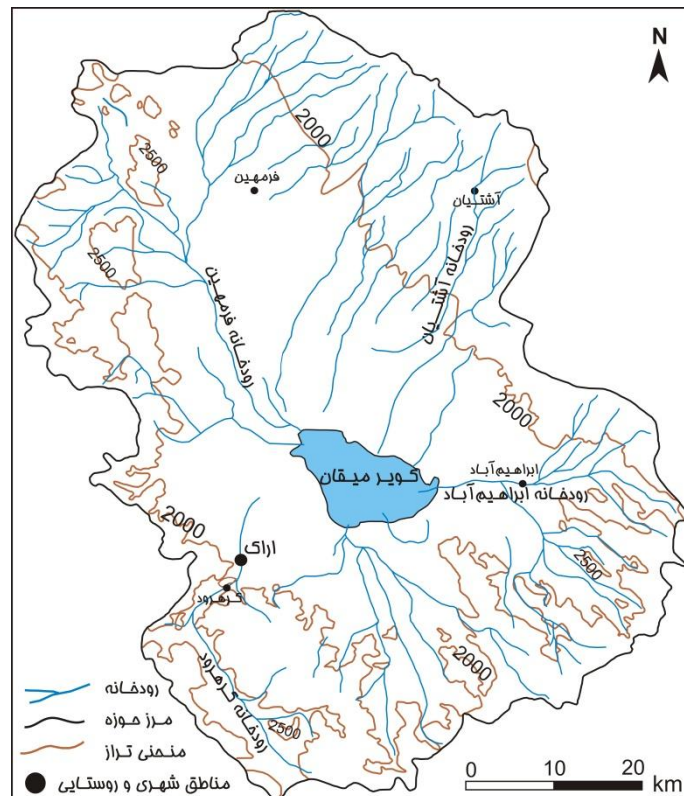 N
2000
2500
فرمهین
آشتیان
2500
رودخانه فرمهین
رودخانه آشتیان
2000
کویر میقان
ابراهیم‌آباد
رودخانه ابراهیم‌آباد
2000
اراک
2500
کرهرود
2000
رودخانه کرهرود
2500
رودخانه
مرز حوزه
منحنی تراز
مناطق شهری و روستایی
0 10 20
km